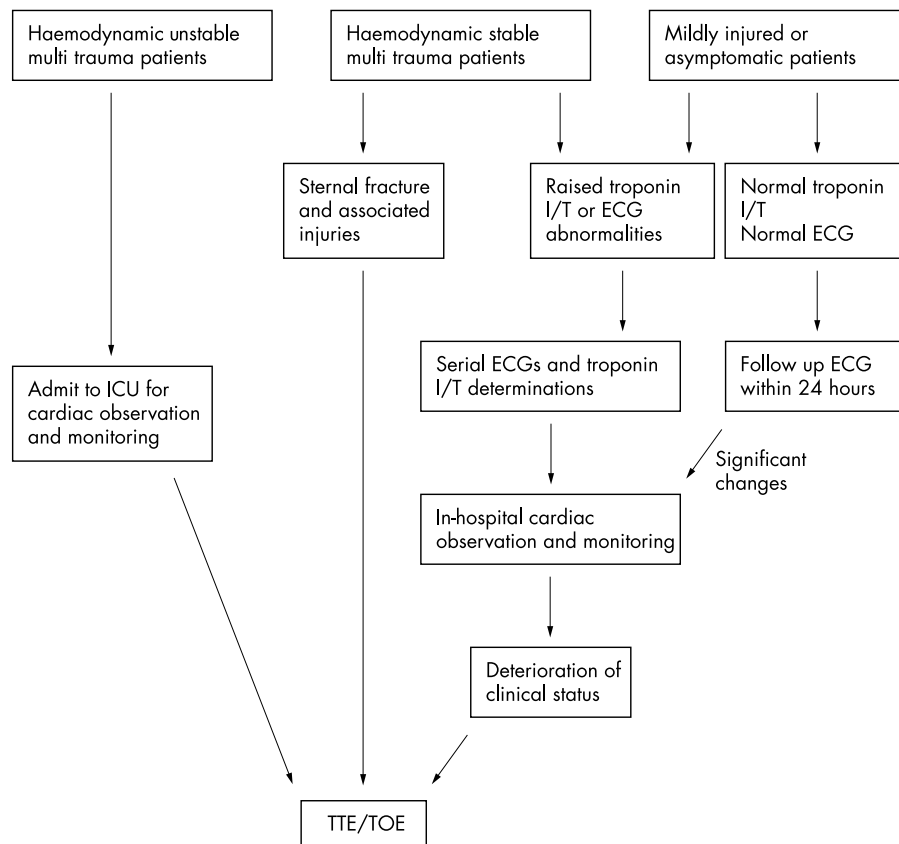 Haemodynamic unstable
multi trauma patients
Haemodynamic stable
multi trauma patients
Mildly injured or
asymptomatic patients
Sternal fracture
and associated
injuries
Raised troponin
I/T or ECG
abnormalities
Normal troponin
I/T
Normal ECG
Admit to ICU for
cardiac observation
and monitoring
Serial ECGs and troponin
I/T determinations
Follow up ECG
within 24 hours
Significant
changes
In-hospital cardiac
observation and monitoring
Deterioration of
clinical status
TTE/TOE